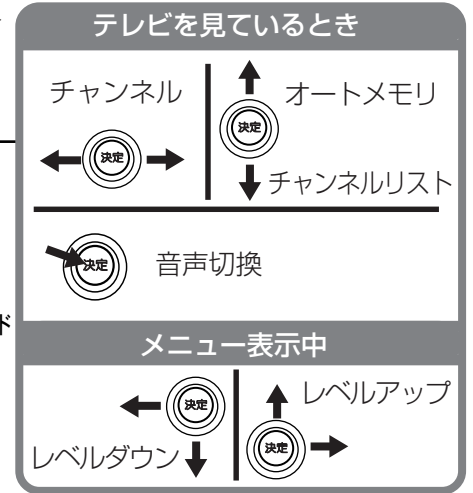 テレビを見ているとき
チャンネル
決定
オートメモリ
決定
チャンネルリスト
決定
音声切換
ド
メニュー表示中
決定
レベルダウン
レベルアップ
決定